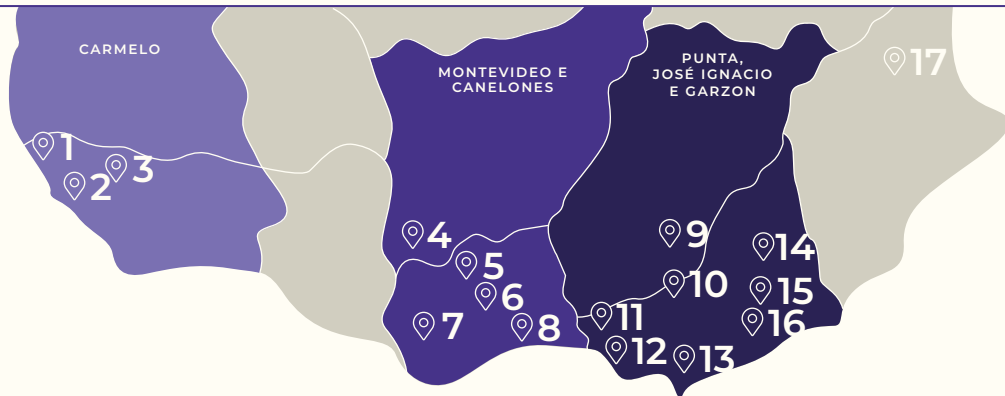 CARMELO
MONTEVIDEO E
CANELONES
PUNTA,
JOSÉ IGNACIO
E GARZON
17
1
3
2
4
9
14
5
10
15
6
11
16
7
8
12
13